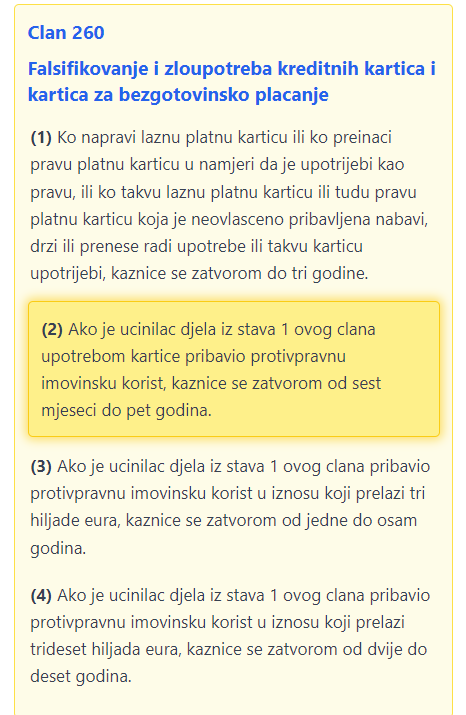 Clan 260
Falsifikovanje i zloupotreba kreditnih kartica i
kartica za bezgotovinsko placanje
(1) Ko napravi laznu platnu karticu ili ko preinaci
pravu platnu karticu u namjeri da je upotrijebi kao
pravu, ili ko takvu laznu platnu karticu ili tudu pravu
platnu karticu koja je neovlasceno pribavljena nabavi,
drzi ili prenese radi upotrebe ili takvu karticu
upotrijebi, kaznice se zatvorom do tri godine.
(2) Ako je ucinilac djela iz stava 1 ovog clana
upotrebom kartice pribavio protivpravnu
imovinsku korist, kaznice se zatvorom od sest
mjeseci do pet godina.
(3) Ako je ucinilac djela iz stava 1 ovog clana pribavio
protivpravnu imovinsku korist u iznosu koji prelazi tri
hiljade eura, kaznice se zatvorom od jedne do osam
godina.
(4) Ako je ucinilac djela iz stava 1 ovog clana pribavio
protivpravnu imovinsku korist u iznosu koji prelazi
trideset hiljada eura, kaznice se zatvorom od dvije do
deset godina.